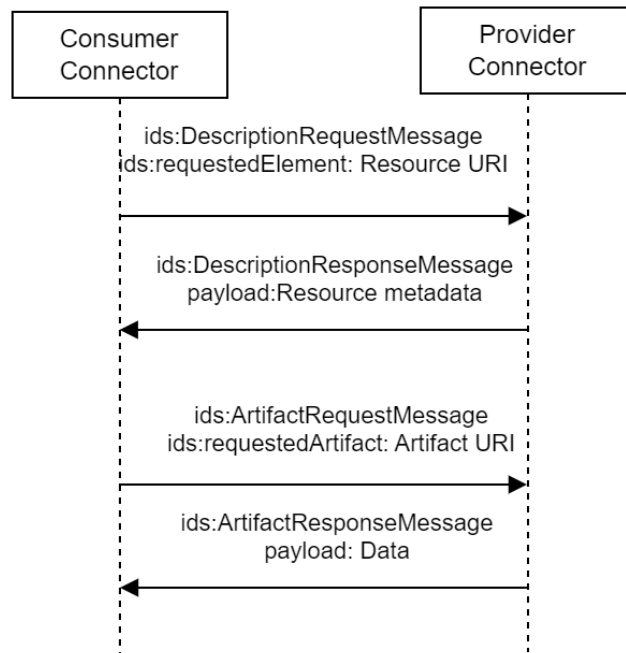 Consumer
Connector
Provider
Connector
ids:DescriptionRequestMessage
ids:requestedElement: Resource URI
ids:DescriptionResponseMessage
payload:Resource metadata
ids:ArtifactRequestMessage
ids:requestedArtifact: Artifact URI
ids:ArtifactResponseMessage
payload: Data